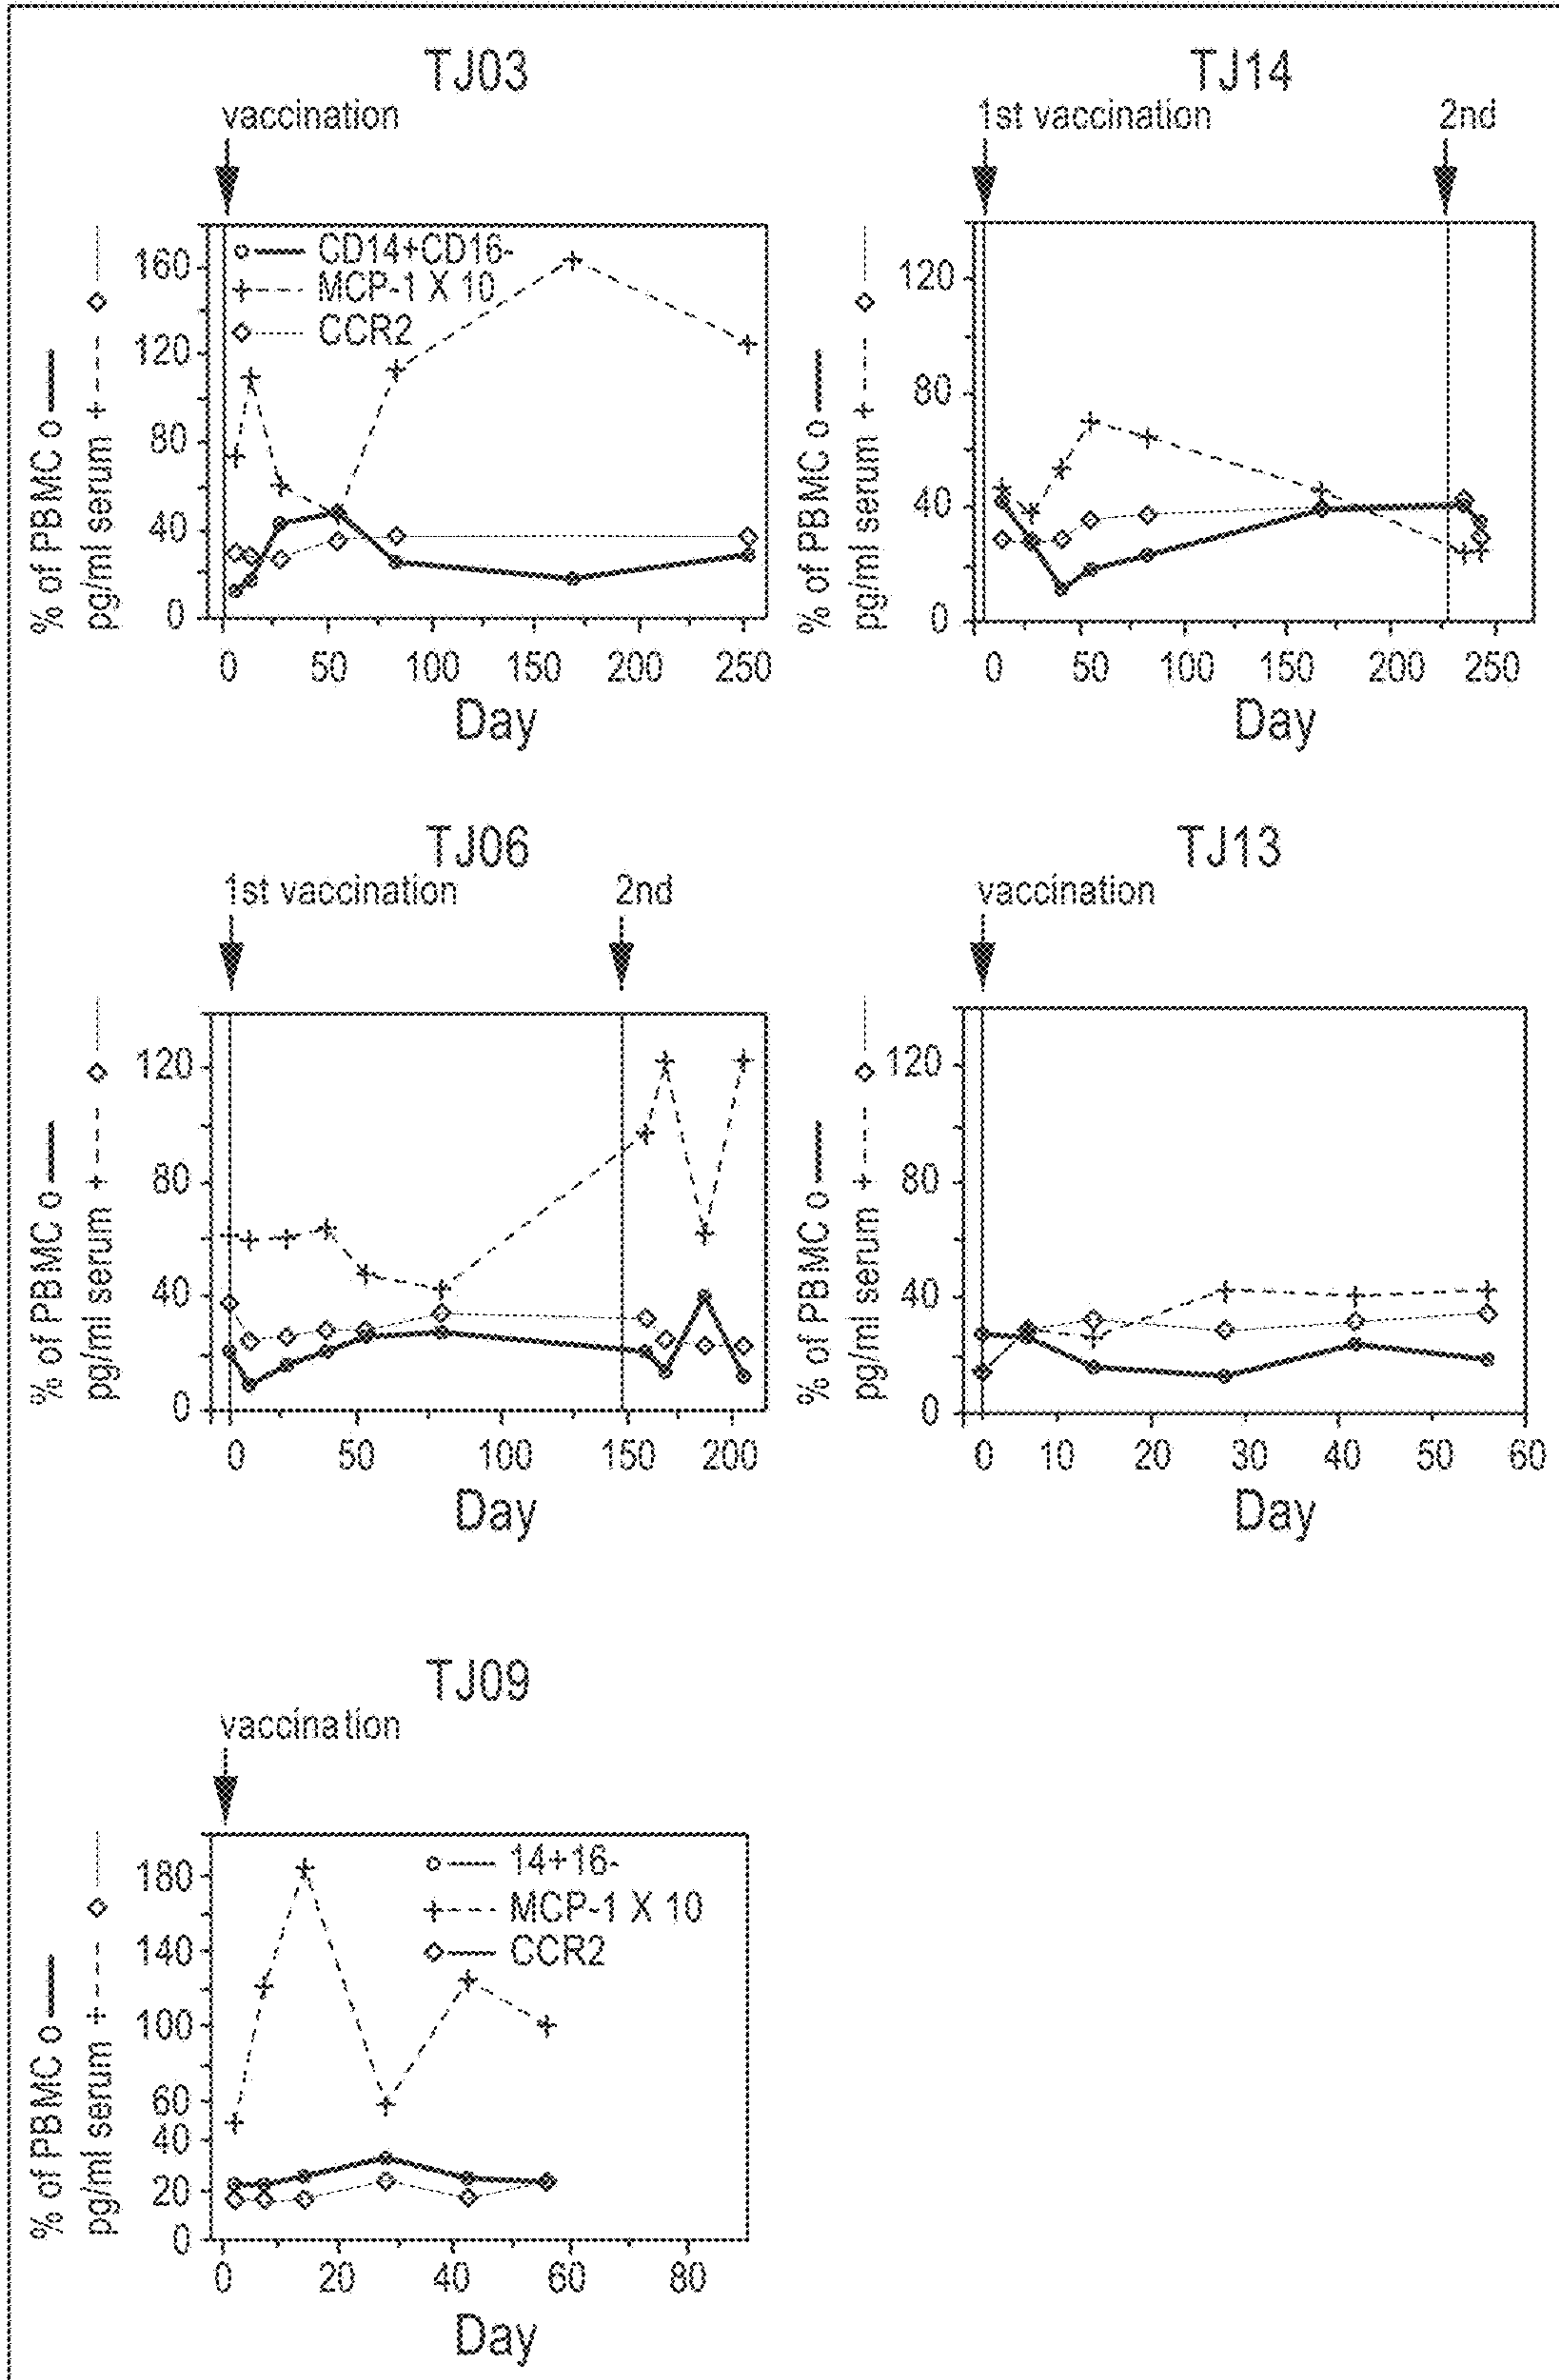 TJ03
vaccination
% of PBMC o
pg/ml serum +
CD14+CD16-
MCP-1 X 10
CCR2
160
120
80
40
0
0 50 100 150 200 250
Day
TJ14
1st vaccination 2nd
% of PBMC o
pg/ml serum +
120
80
40
0
0 50 100 150 200 250
Day
TJ06
1st vaccination 2nd
% of PBMC o
pg/ml serum +
120
80
40
0
0 50 100 150 200
Day
TJ13
vaccination
% of PBMC o
pg/ml serum +
120
80
40
0
0 10 20 30 40 50 60
Day
TJ09
vaccination
% of PBMC o
pg/ml serum +
14+16-
MCP-1 X 10
CCR2
180
140
100
60
40
20
0
0 20 40 60 80
Day